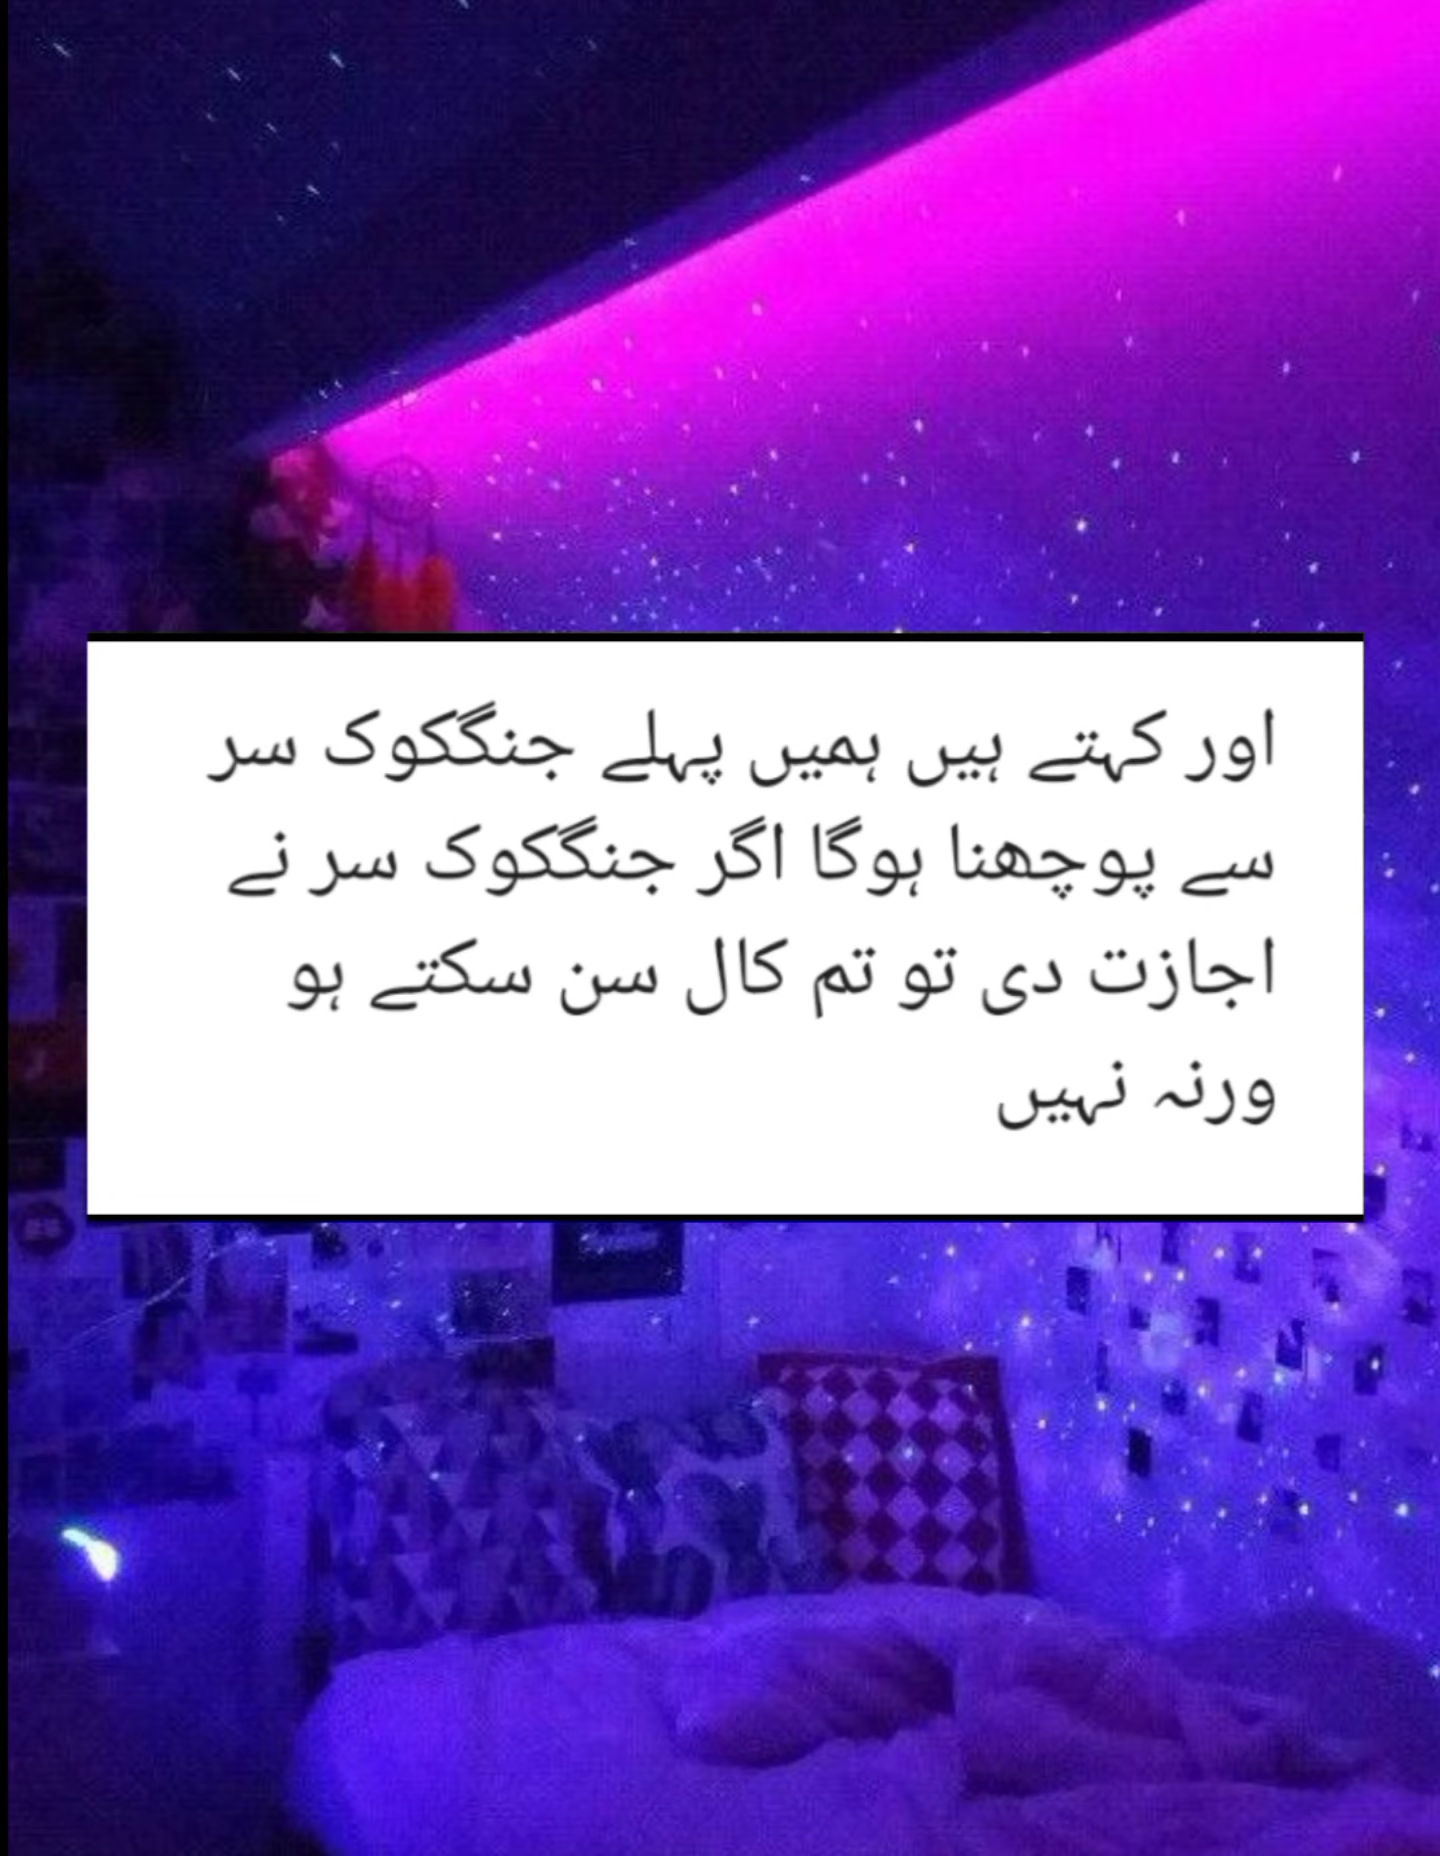 اور کہتے ہیں ہمیں پہلے جنگکوک سر
سے پوچھنا ہوگا اگر جنگکوک سر نے
اجازت دی تو تم کال سن سکتے ہو
ورنہ نہیں